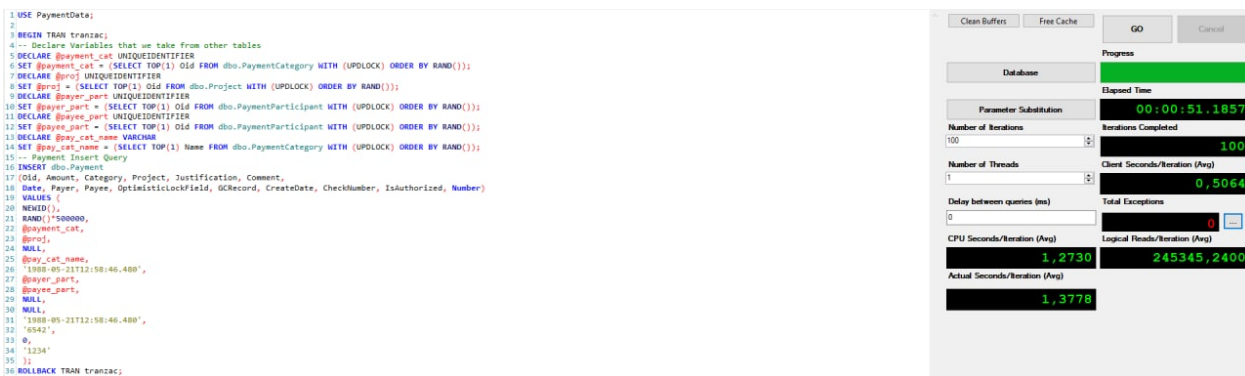 1 USE PaymentData;
2
3 BEGIN TRAN tranzac;
4 -- Declare Variables that we take from other tables
5 DECLARE @payment_cat UNIQUEIDENTIFIER
6 SET @payment_cat = (SELECT TOP(1) Oid FROM dbo.PaymentCategory WITH (UPDLOCK) ORDER BY RAND());
7 DECLARE @proj UNIQUEIDENTIFIER
8 SET @proj = (SELECT TOP(1) Oid FROM dbo.Project WITH (UPDLOCK) ORDER BY RAND());
9 DECLARE @payer_part UNIQUEIDENTIFIER
10 SET @payer_part = (SELECT TOP(1) Oid FROM dbo.PaymentParticipant WITH (UPDLOCK) ORDER BY RAND());
11 DECLARE @payee_part UNIQUEIDENTIFIER
12 SET @payee_part = (SELECT TOP(1) Oid FROM dbo.PaymentParticipant WITH (UPDLOCK) ORDER BY RAND());
13 DECLARE @pay_cat_name VARCHAR
14 SET @pay_cat_name = (SELECT TOP(1) Name FROM dbo.PaymentCategory WITH (UPDLOCK) ORDER BY RAND());
15 -- Payment Insert Query
16 INSERT dbo.Payment
17 (Oid, Amount, Category, Project, Justification, Comment,
18 Date, Payer, Payee, OptimisticLockField, GCRecord, CreateDate, CheckNumber, IsAuthorized, Number)
19 VALUES (
20 NEWID(),
21 RAND()*500000,
22 @payment_cat,
23 @proj,
24 NULL,
25 @pay_cat_name,
26 '1988-05-21T12:58:46.480',
27 @payer_part,
28 @payee_part,
29 NULL,
30 NULL,
31 '1988-05-21T12:58:46.480',
32 '6542',
33 0,
34 '1234'
35 );
36 ROLLBACK TRAN tranzac;
Clean Buffers Free Cache
GO Cancel
Progress
Database
Elapsed Time
00:00:51.1857
Parameter Substitution
Number of Iterations
100
Iterations Completed
100
Number of Threads
1
Client Seconds/Iteration (Avg)
0,5064
Delay between queries (ms)
0
Total Exceptions
0 ...
CPU Seconds/Iteration (Avg)
1,2730
Logical Reads/Iteration (Avg)
245345,2400
Actual Seconds/Iteration (Avg)
1,3778